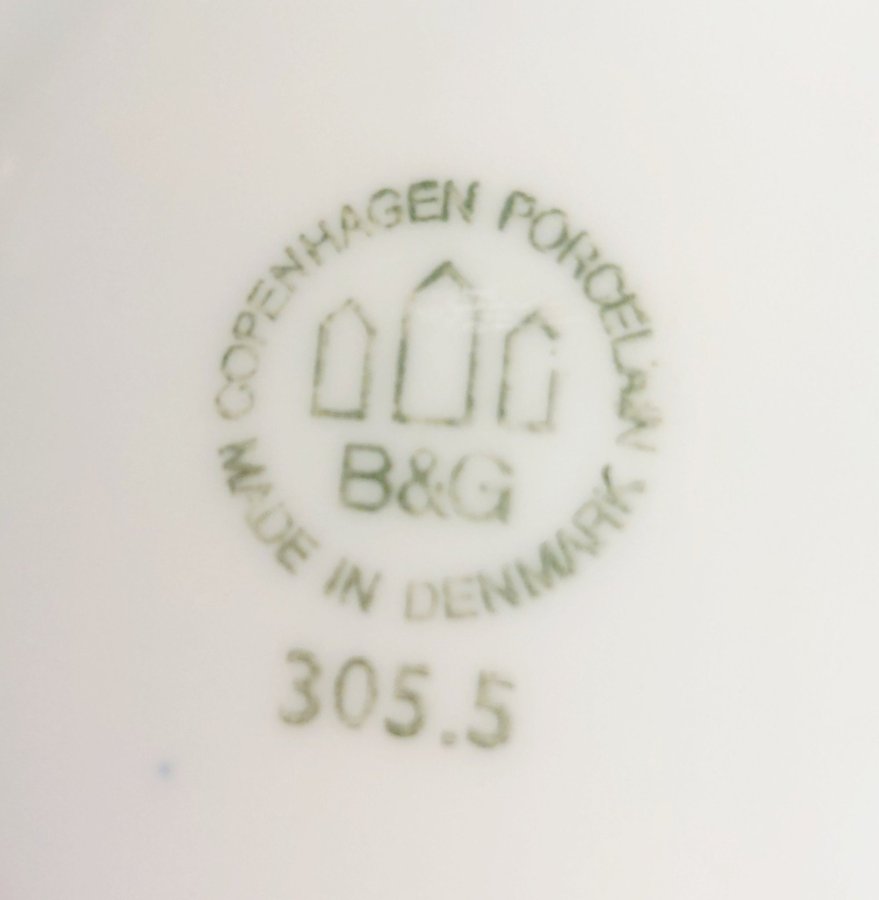 COPENHAGEN PORCELAIN
B&G
MADE IN DENMARK
305.5